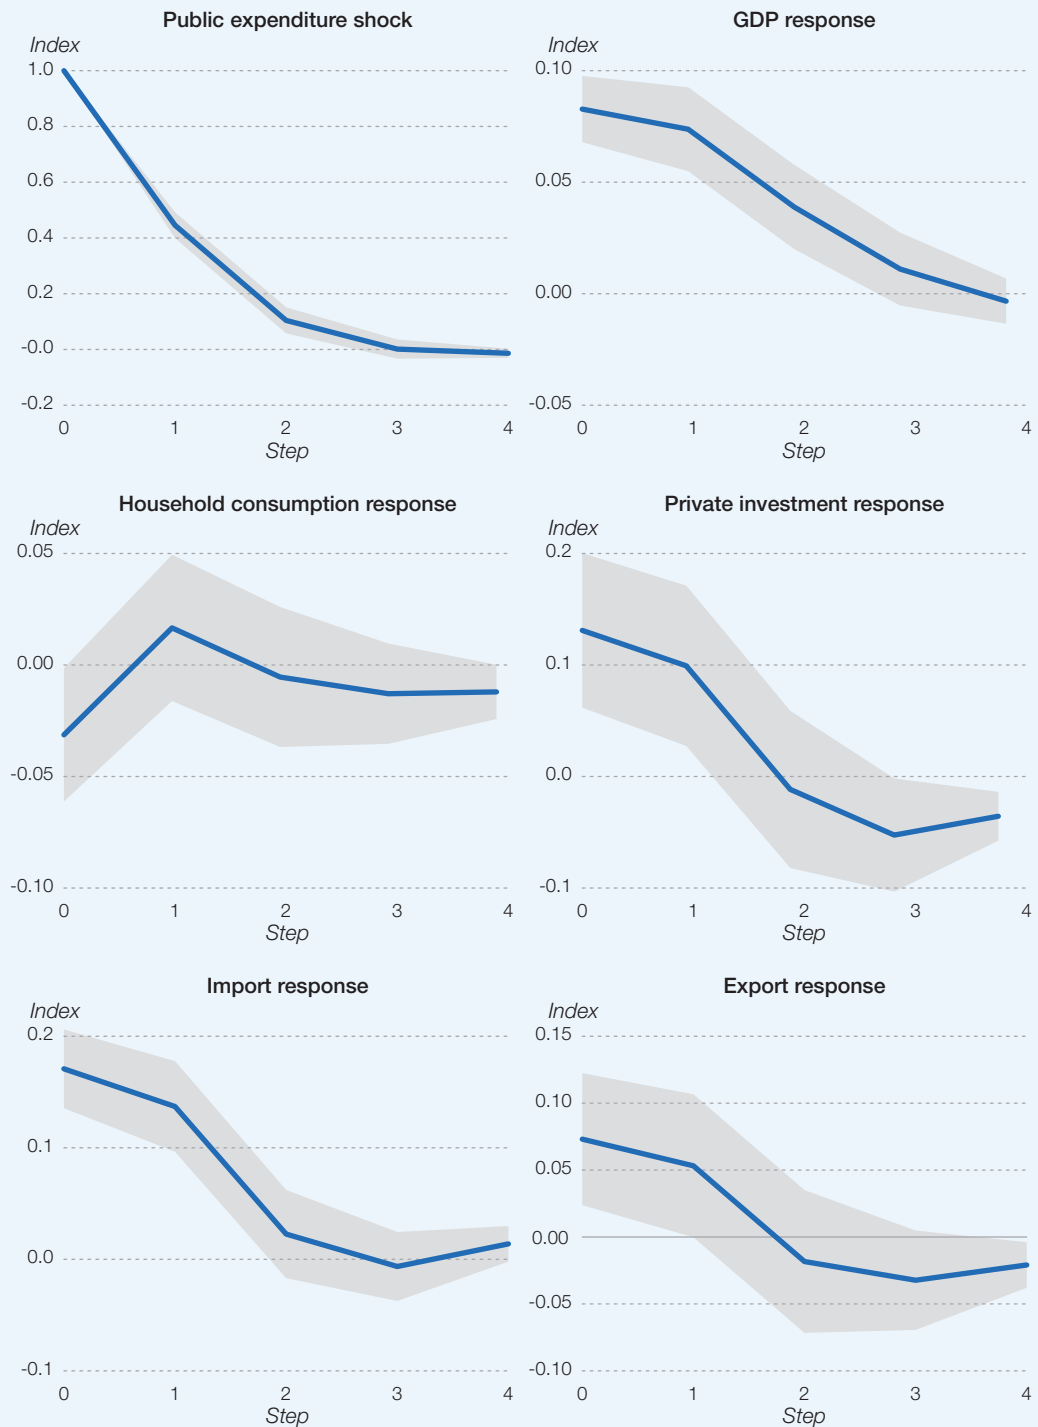 Public expenditure shock
Index
1.0
0.8
0.6
0.4
0.2
-0.0
-0.2
0 1 2 3 4
Step
GDP response
Index
0.10
0.05
0.00
-0.05
0 1 2 3 4
Step
Household consumption response
Index
0.05
0.00
-0.05
-0.10
0 1 2 3 4
Step
Private investment response
Index
0.2
0.1
0.0
-0.1
0 1 2 3 4
Step
Import response
Index
0.2
0.1
0.0
-0.1
0 1 2 3 4
Step
Export response
Index
0.15
0.10
0.05
0.00
-0.05
-0.10
0 1 2 3 4
Step